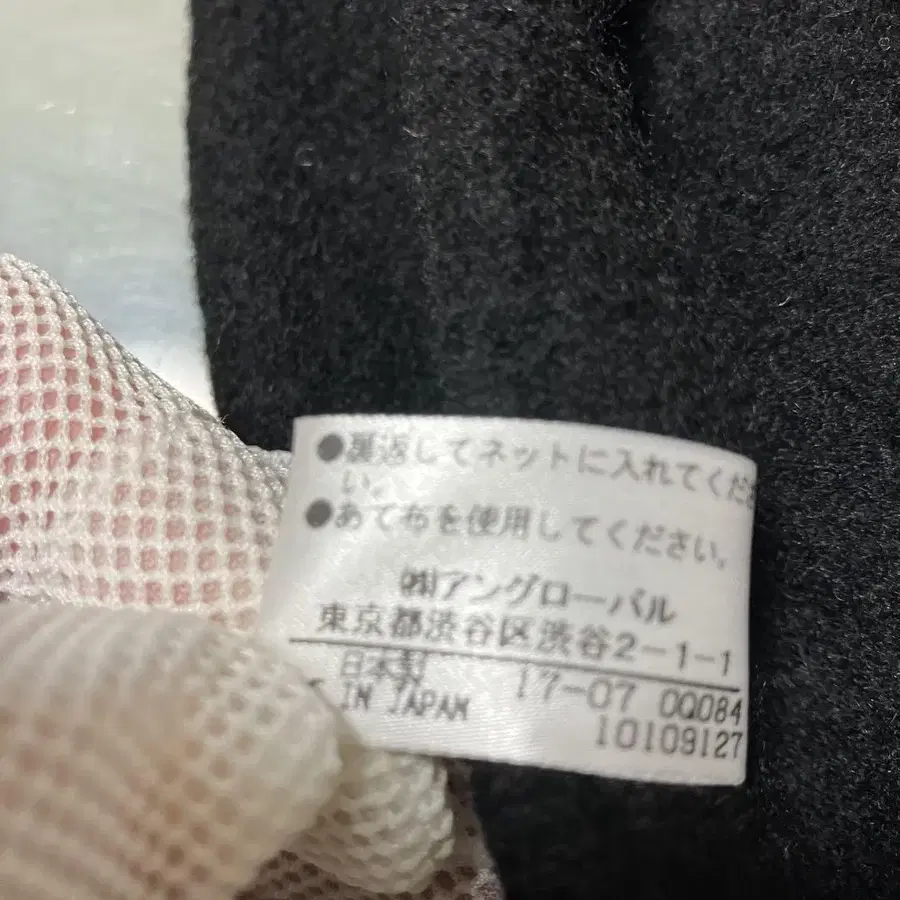 ●裏返してネットに入れてくださ
い。
●あて布を使用してください。
㈱アングローバル
東京都渋谷区渋谷2-1-1
日本製 17-07 0Q084
IN JAPAN 10109127